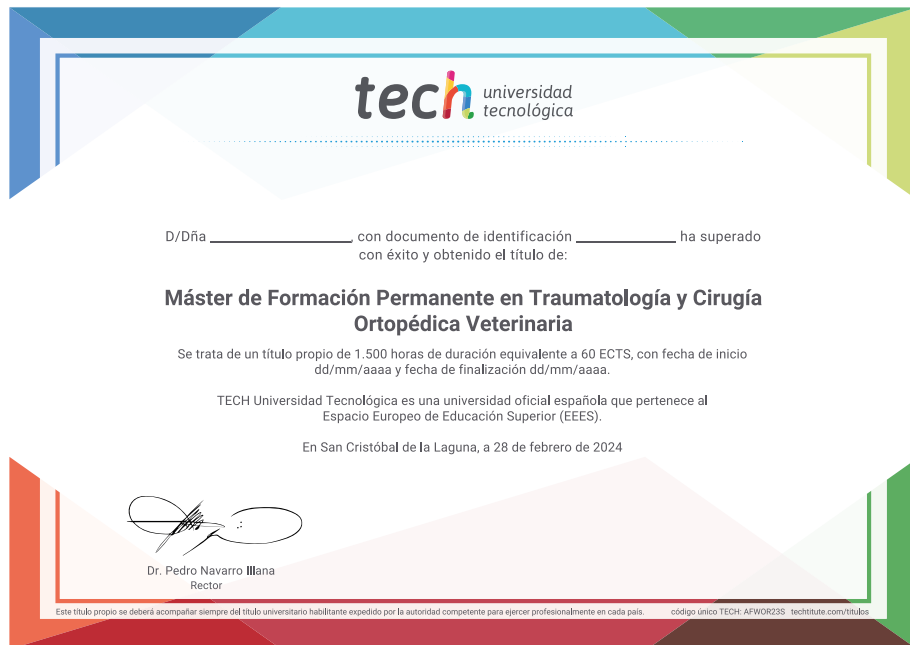 tech universidad
tecnológica
D/Dña ____________________, con documento de identificación ______________ ha superado
con éxito y obtenido el título de:
Máster de Formación Permanente en Traumatología y Cirugía
Ortopédica Veterinaria
Se trata de un título propio de 1.500 horas de duración equivalente a 60 ECTS, con fecha de inicio
dd/mm/aaaa y fecha de finalización dd/mm/aaaa.
TECH Universidad Tecnológica es una universidad oficial española que pertenece al
Espacio Europeo de Educación Superior (EEES).
En San Cristóbal de la Laguna, a 28 de febrero de 2024
Dr. Pedro Navarro Illana
Rector
Este título propio se deberá acompañar siempre del título universitario habilitante expedido por la autoridad competente para ejercer profesionalmente en cada país. código único TECH: AFWOR23S techtitute.com/titulos